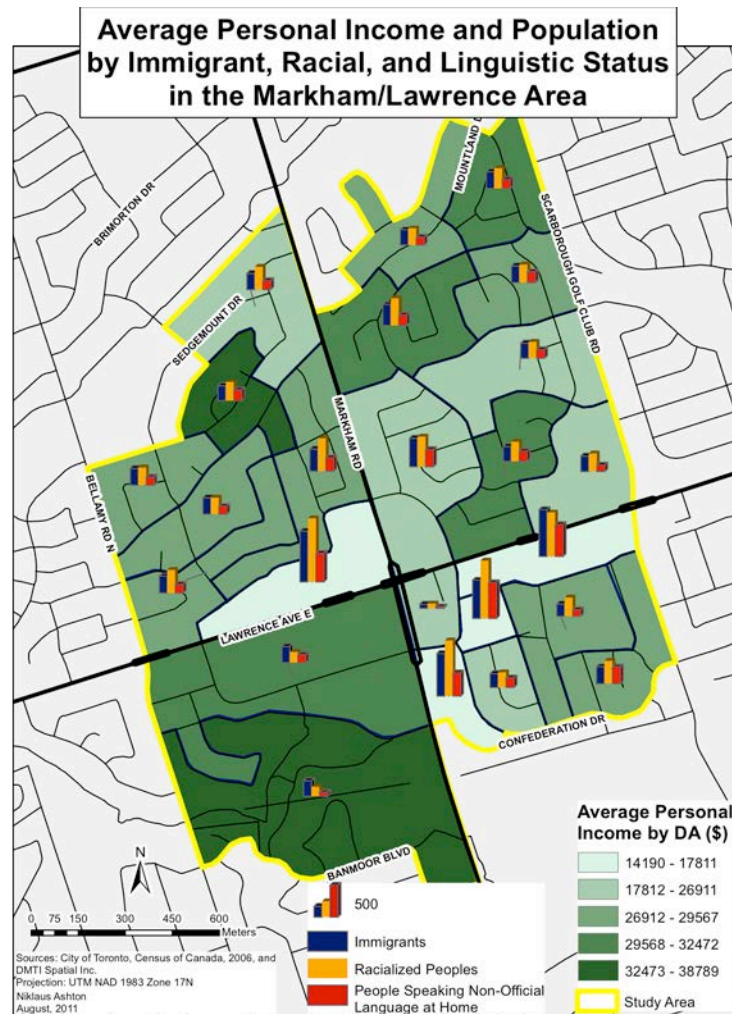 Average Personal Income and Population
by Immigrant, Racial, and Linguistic Status
in the Markham/Lawrence Area
MOUNTLAND D
BRIMORTON DR
SCARBOROUGH GOLF CLUB RD
SEDGEMOUNT DR
MARKHAM RD
BELLAMY RD N
LAWRENCE AVE E
CONFEDERATION DR
BANMOOR BLVD
N
0 75 150 300 450 600
Meters
Sources: City of Toronto, Census of Canada, 2006, and
DMTI Spatial Inc.
Projection: UTM NAD 1983 Zone 17N
Niklaus Ashton
August, 2011
500
Immigrants
Racialized Peoples
People Speaking Non-Official
Language at Home
Average Personal
Income by DA ($)
14190 - 17811
17812 - 26911
26912 - 29567
29568 - 32472
32473 - 38789
Study Area